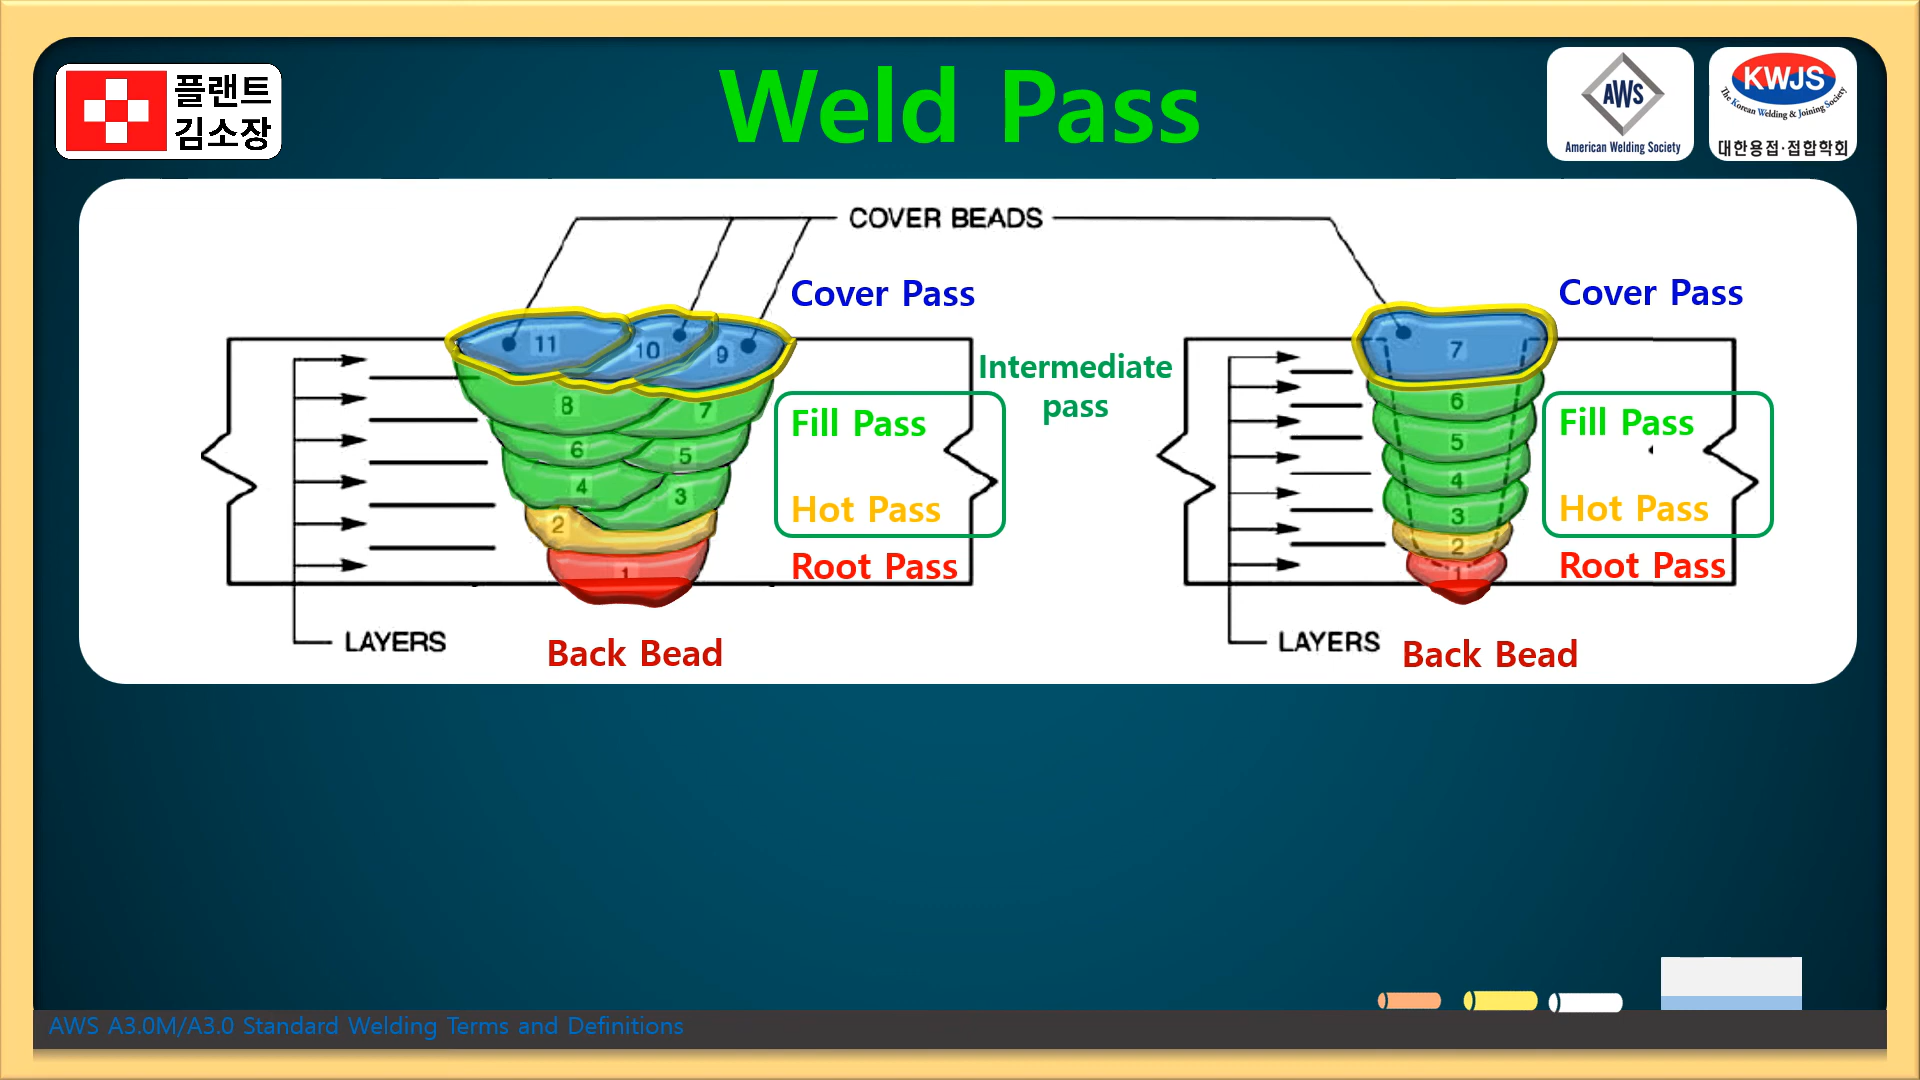 플랜트
김소장
Weld Pass
AWS
American Welding Society
KWJS
The Korean Welding & Joining Society
대한용접·접합학회
COVER BEADS
Cover Pass
Cover Pass
11
10
9
7
Intermediate
pass
8
7
6
Fill Pass
Fill Pass
6
5
5
4
4
3
3
Hot Pass
Hot Pass
2
2
1
1
Root Pass
Root Pass
LAYERS
LAYERS
Back Bead
Back Bead
AWS A3.0M/A3.0 Standard Welding Terms and Definitions